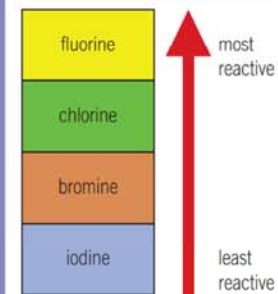 fluorine
most
reactive
chlorine
bromine
iodine
least
reactive